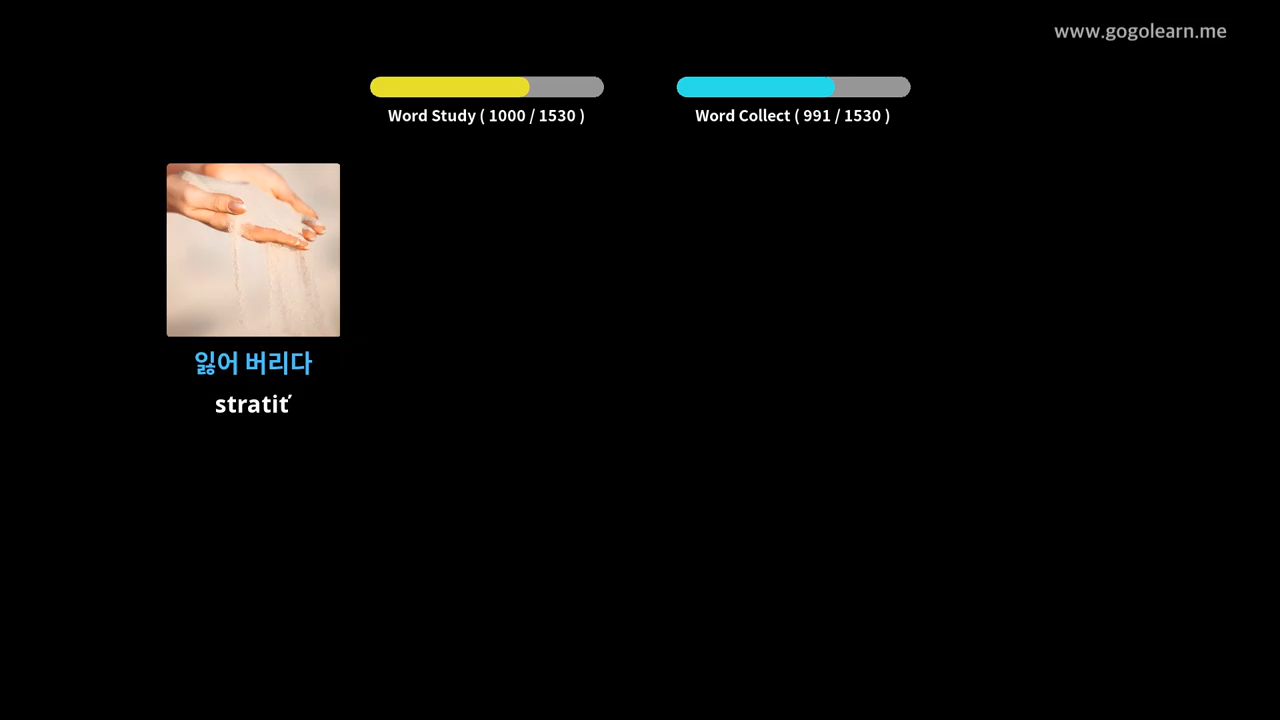 www.gogolearn.me
Word Study ( 1000 / 1530 )
Word Collect ( 991 / 1530 )
잃어 버리다
stratiť